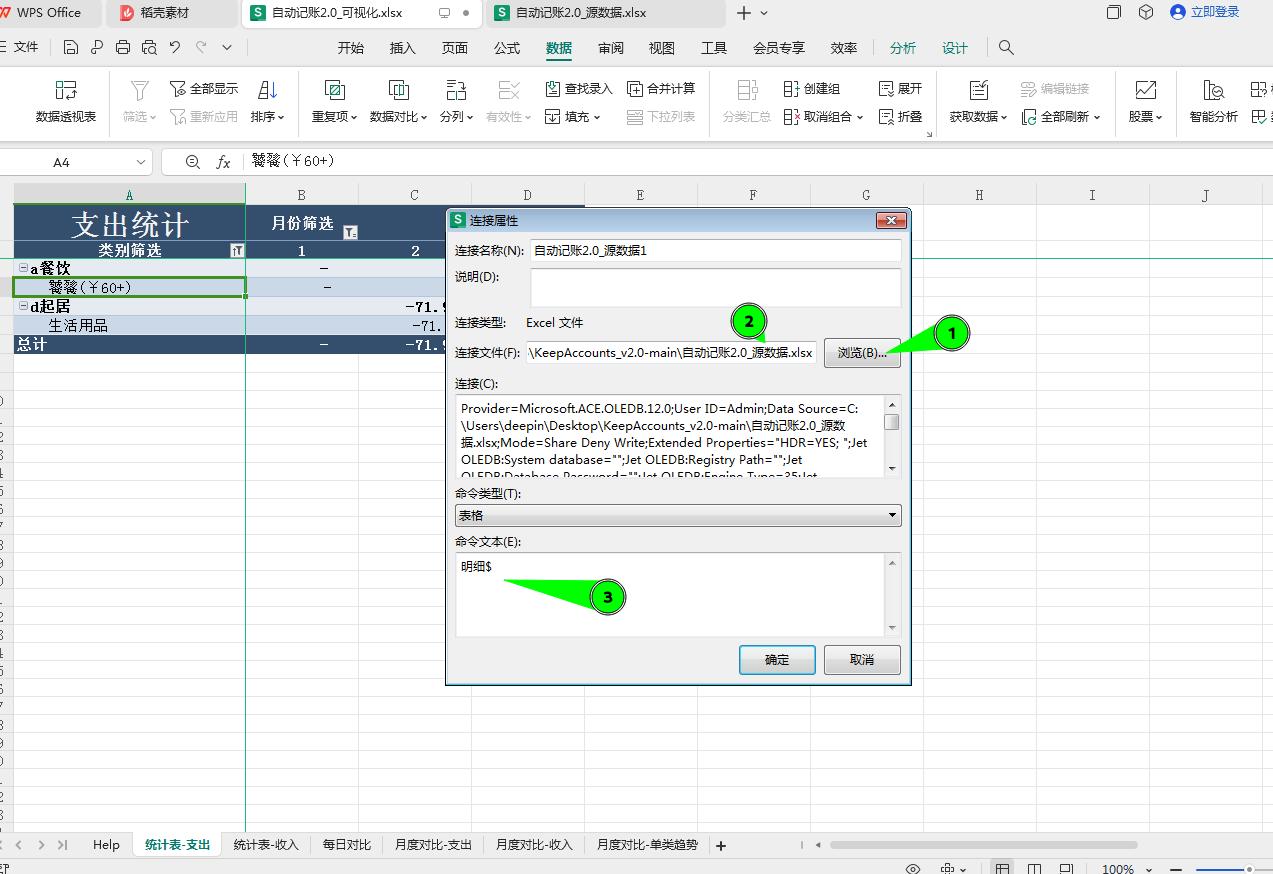 WPS Office
稻壳素材
自动记账2.0_可视化.xlsx
自动记账2.0_源数据.xlsx
立即登录
文件
开始
插入
页面
公式
数据
审阅
视图
工具
会员专享
效率
分析
设计
数据透视表
筛选
全部显示
重新应用
排序
重复项
数据对比
分列
有效性
查找录入
填充
合并计算
下拉列表
分类汇总
创建组
取消组合
展开
折叠
获取数据
编辑链接
全部刷新
股票
智能分析
A4
fx
饕餮(￥60+)
A B C D E F G H I J
支出统计 月份筛选
类别筛选 1 2
a餐饮 —
饕餮(￥60+) —
d起居 -71.
生活用品 -71.
总计 — -71.
连接属性
连接名称(N): 自动记账2.0_源数据1
说明(D):
连接类型: Excel 文件
连接文件(F): \KeepAccounts_v2.0-main\自动记账2.0_源数据.xlsx 浏览(B)...
2
1
连接(C):
Provider=Microsoft.ACE.OLEDB.12.0;User ID=Admin;Data Source=C:
\Users\deepin\Desktop\KeepAccounts_v2.0-main\自动记账2.0_源数
据.xlsx;Mode=Share Deny Write;Extended Properties="HDR=YES; ";Jet
OLEDB:System database="";Jet OLEDB:Registry Path="";Jet
OLEDB:Database Password="";Jet OLEDB:Engine Type=35;Jet
命令类型(T):
表格
命令文本(E):
明细$
3
确定
取消
Help
统计表-支出
统计表-收入
每日对比
月度对比-支出
月度对比-收入
月度对比-单类趋势
100%